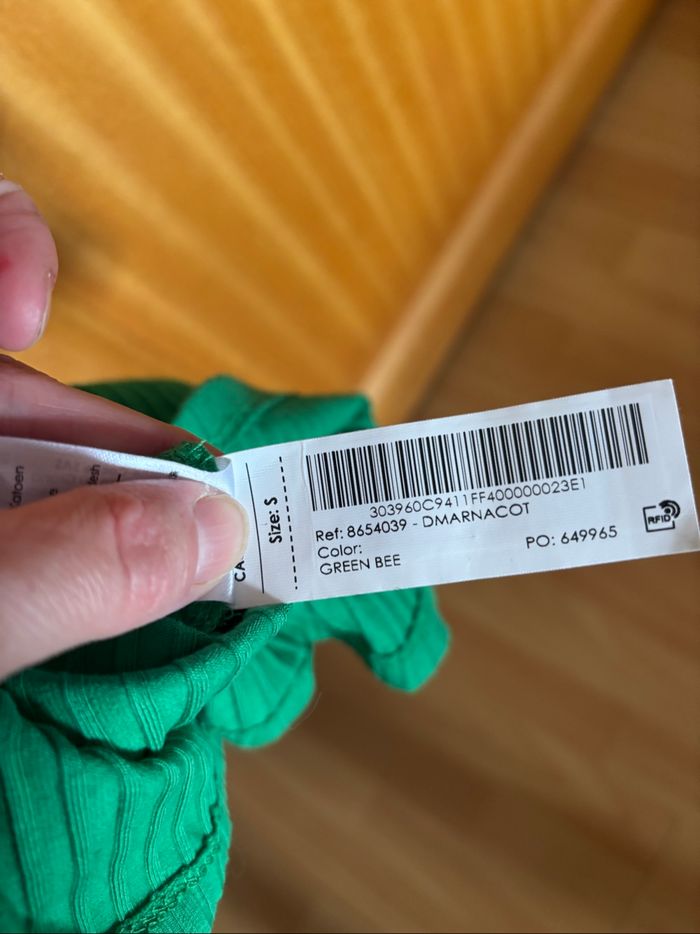 Size: S
303960C9411FF400000023E1
Ref: 8654039 - DMARNACOT
Color:
GREEN BEE
PO: 649965
RFID